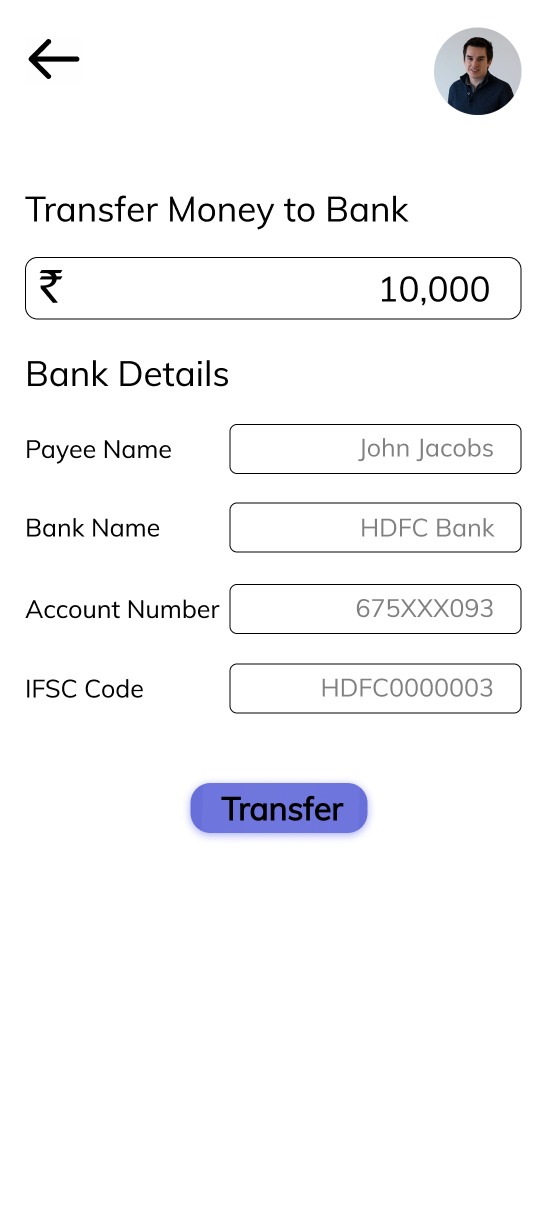 Transfer Money to Bank
₹ 10,000
Bank Details
Payee Name John Jacobs
Bank Name HDFC Bank
Account Number 675XXX093
IFSC Code HDFC0000003
Transfer